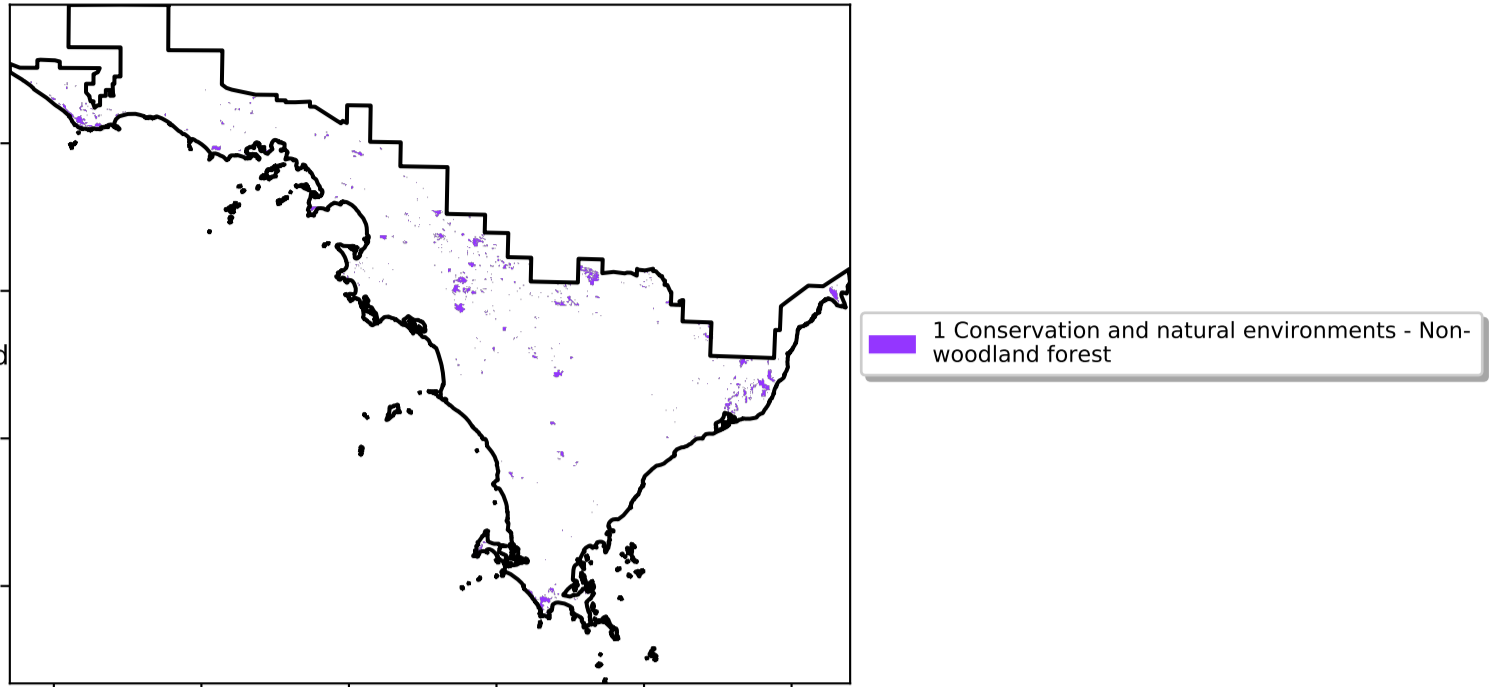 d
1 Conservation and natural environments - Non-
woodland forest